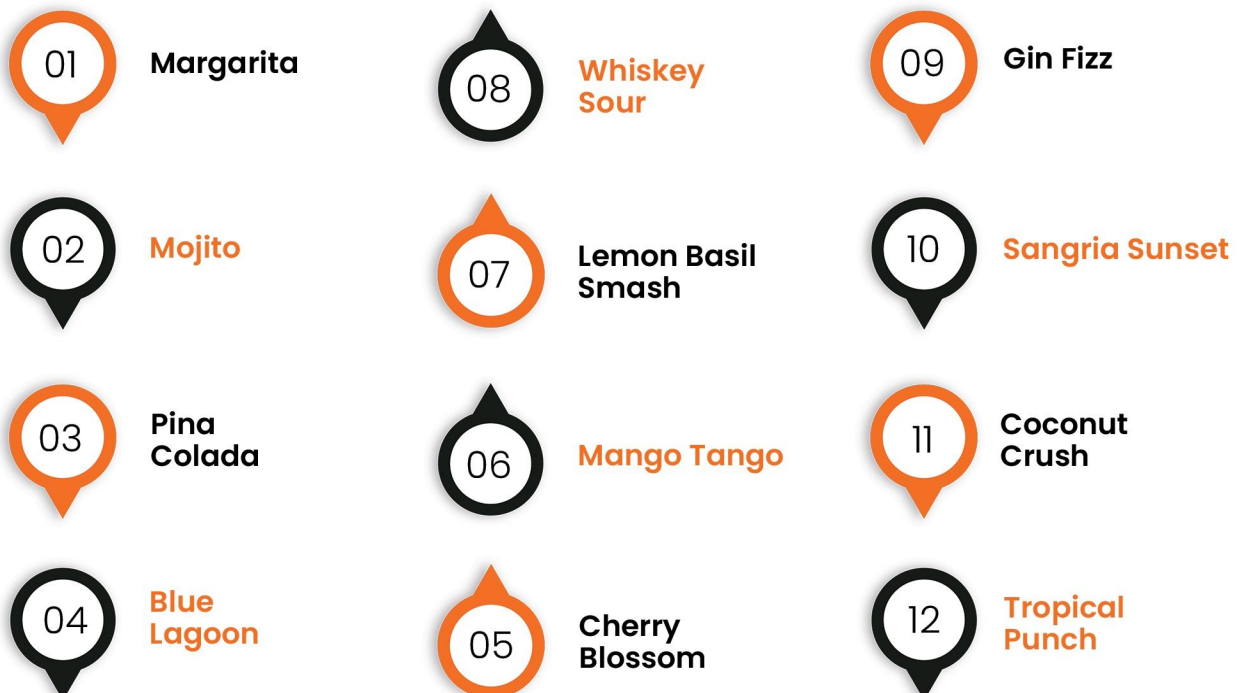 01
Margarita
02
Mojito
03
Pina
Colada
04
Blue
Lagoon
08
Whiskey
Sour
07
Lemon Basil
Smash
06
Mango Tango
05
Cherry
Blossom
09
Gin Fizz
10
Sangria Sunset
11
Coconut
Crush
12
Tropical
Punch